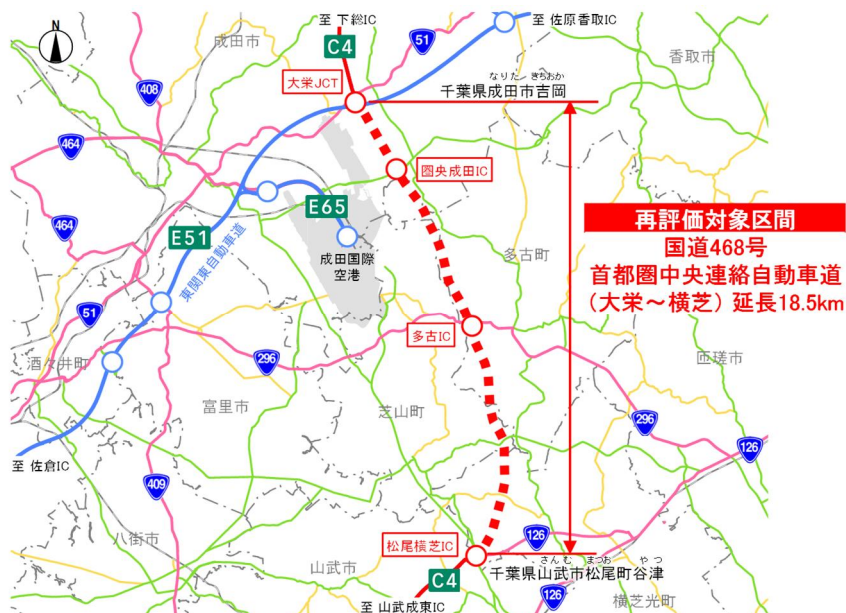 至 下総IC
至 佐原香取IC
N
成田市
C4
51
香取市
大栄JCT
なりた きちおか
千葉県成田市吉岡
408
464
圏央成田IC
E65
464
E51
東関東自動車道
成田国際
空港
多古町
再評価対象区間
国道468号
首都圏中央連絡自動車道
（大栄～横芝）延長18.5km
51
多古IC
酒々井町
296
匝瑳市
富里市
芝山町
296
126
至 佐倉IC
409
八街市
松尾横芝IC
126
山武市
さんむ まつお やつ
千葉県山武市松尾町谷津
C4
126
横芝光町
至 山武成東IC